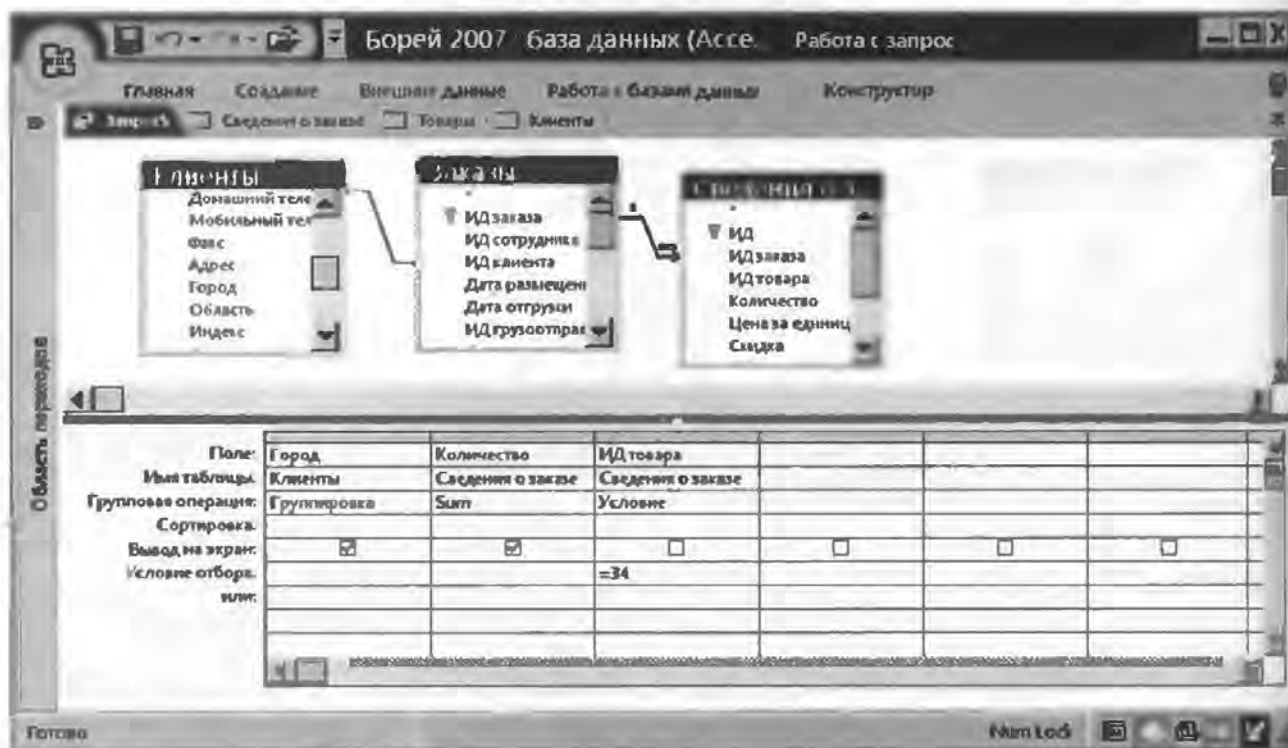 Борей 2007 база данных (Acce. Работа с запрос
Главная Создание Внешние данные Работа с базами данных Конструктор
Запрос5 Сведения о заказе Товары Клиенты
Клиенты
Домашний теле
Мобильный тел
Факс
Адрес
Город
Область
Индекс
Заказы
*
ИД заказа
ИД сотрудника
ИД клиента
Дата размещени
Дата отгрузки
ИД грузоотправ
Сведения о з
*
ИД
ИД заказа
ИД товара
Количество
Цена за единиц
Скидка
Область переходов
Поле: Город Количество ИД товара
Имя таблицы: Клиенты Сведения о заказе Сведения о заказе
Групповая операция: Группировка Sum Условие
Сортировка:
Вывод на экран:
Условие отбора: =34
или:
Готово Num Lock